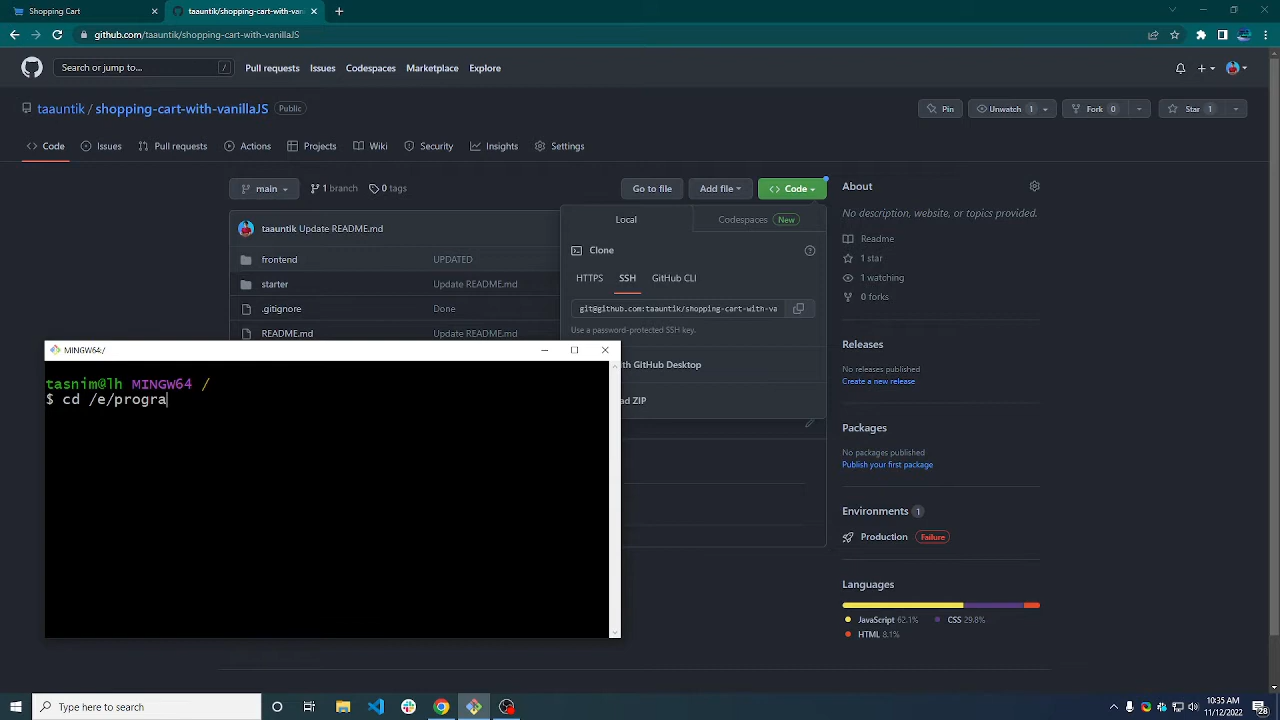 Shopping Cart
taauntik/shopping-cart-with-van
github.com/taauntik/shopping-cart-with-vanillaJS
Search or jump to...
/
Pull requests
Issues
Codespaces
Marketplace
Explore
taauntik / shopping-cart-with-vanillaJS
Public
Pin
Unwatch 1
Fork 0
Star 1
Code
Issues
Pull requests
Actions
Projects
Wiki
Security
Insights
Settings
main
1 branch
0 tags
Go to file
Add file
Code
taauntik Update README.md
frontend
UPDATED
starter
Update README.md
.gitignore
Done
README.md
Update README.md
Local
Codespaces New
Clone
HTTPS
SSH
GitHub CLI
git@github.com:taauntik/shopping-cart-with-va
Use a password-protected SSH key.
th GitHub Desktop
ad ZIP
About
No description, website, or topics provided.
Readme
1 star
1 watching
0 forks
Releases
No releases published
Create a new release
Packages
No packages published
Publish your first package
Environments 1
Production Failure
Languages
JavaScript 62.1%
CSS 29.8%
HTML 8.1%
MINGW64:/
tasnim@lh MINGW64 /
$ cd /e/progra
Type here to search
10:35 AM
11/12/2022
28